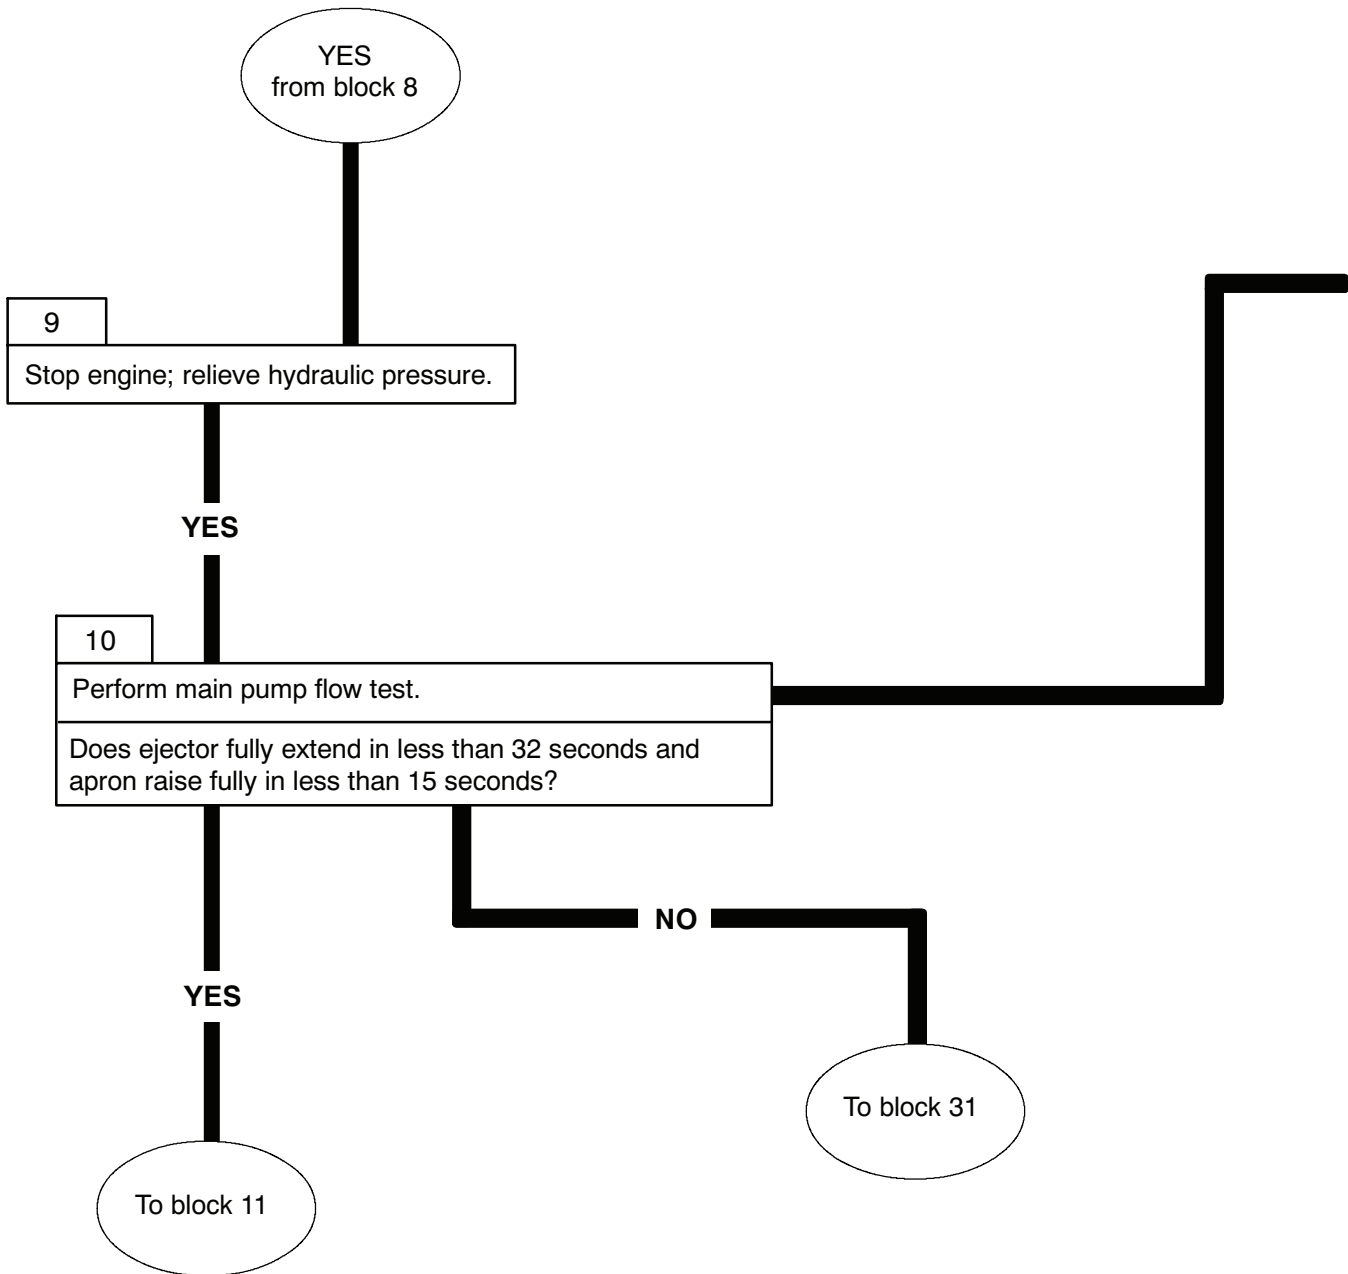 YES
from block 8
9
Stop engine; relieve hydraulic pressure.
YES
10
Perform main pump flow test.
Does ejector fully extend in less than 32 seconds and
apron raise fully in less than 15 seconds?
NO
YES
To block 31
To block 11